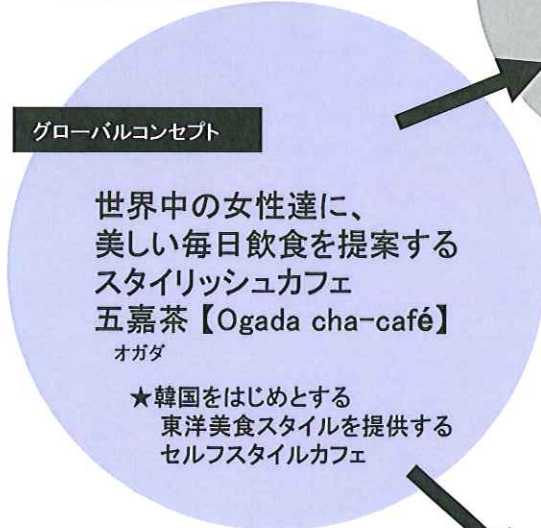 グローバルコンセプト
世界中の女性達に、
美しい毎日飲食を提案する
スタイリッシュカフェ
五嘉茶【Ogada cha-café】
オガダ
★韓国をはじめとする
東洋美食スタイルを提供する
セルフスタイルカフェ